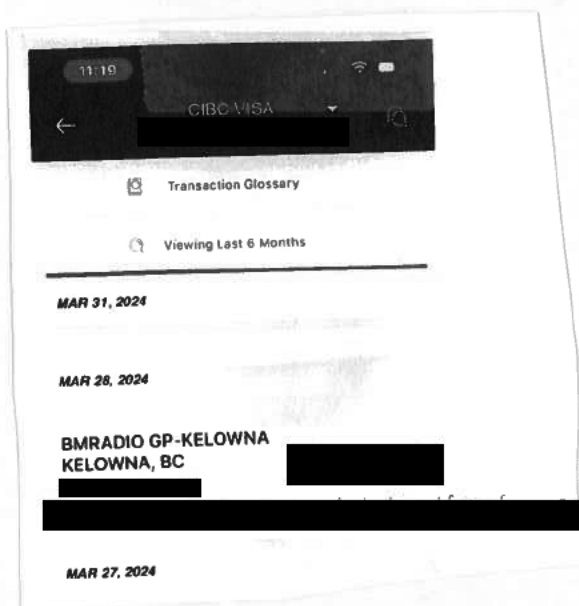 11:19
CIBC VISA
Transaction Glossary
Viewing Last 6 Months
MAR 31, 2024
MAR 28, 2024
BMRADIO GP-KELOWNA
KELOWNA, BC
MAR 27, 2024